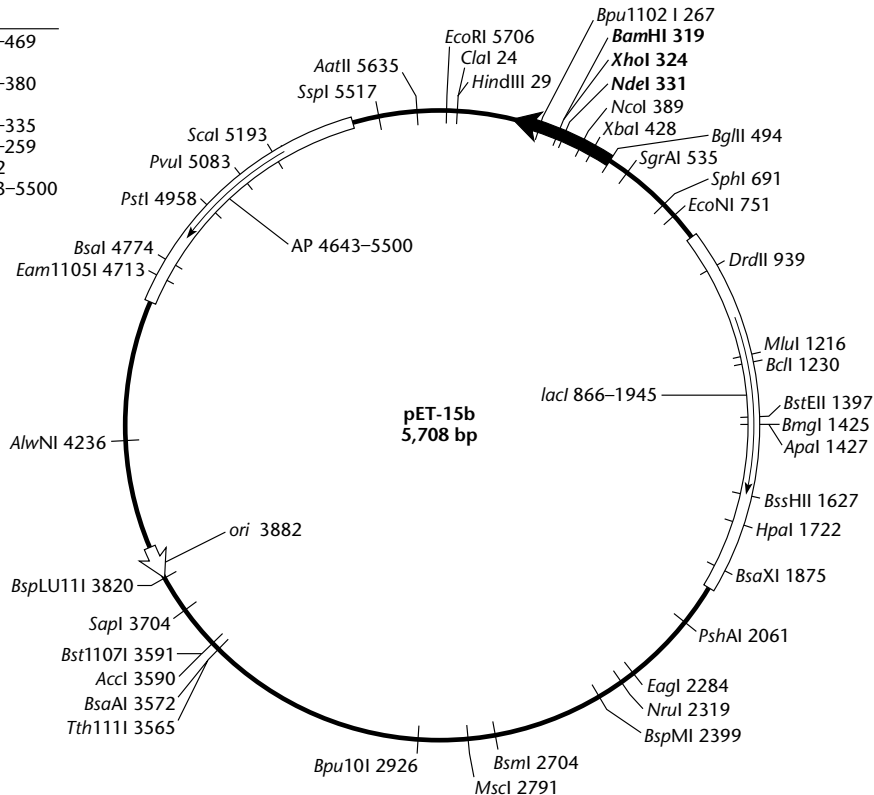 –469
–380
–335
–259
2
3–5500
EcoRI 5706
ClaI 24
HindIII 29
Bpu1102 I 267
BamHI 319
XhoI 324
NdeI 331
NcoI 389
XbaI 428
BglII 494
SgrAI 535
SphI 691
EcoNI 751
DrdII 939
MluI 1216
BclI 1230
BstEII 1397
BmgI 1425
ApaI 1427
BssHII 1627
HpaI 1722
BsaXI 1875
PshAI 2061
EagI 2284
NruI 2319
BspMI 2399
BsmI 2704
MscI 2791
Bpu10I 2926
Tth111I 3565
BsaAI 3572
AccI 3590
Bst1107I 3591
SapI 3704
BspLU11I 3820
ori 3882
AlwNI 4236
Eam1105I 4713
BsaI 4774
PstI 4958
PvuI 5083
ScaI 5193
SspI 5517
AatII 5635
AP 4643–5500
lacI 866–1945
pET-15b
5,708 bp